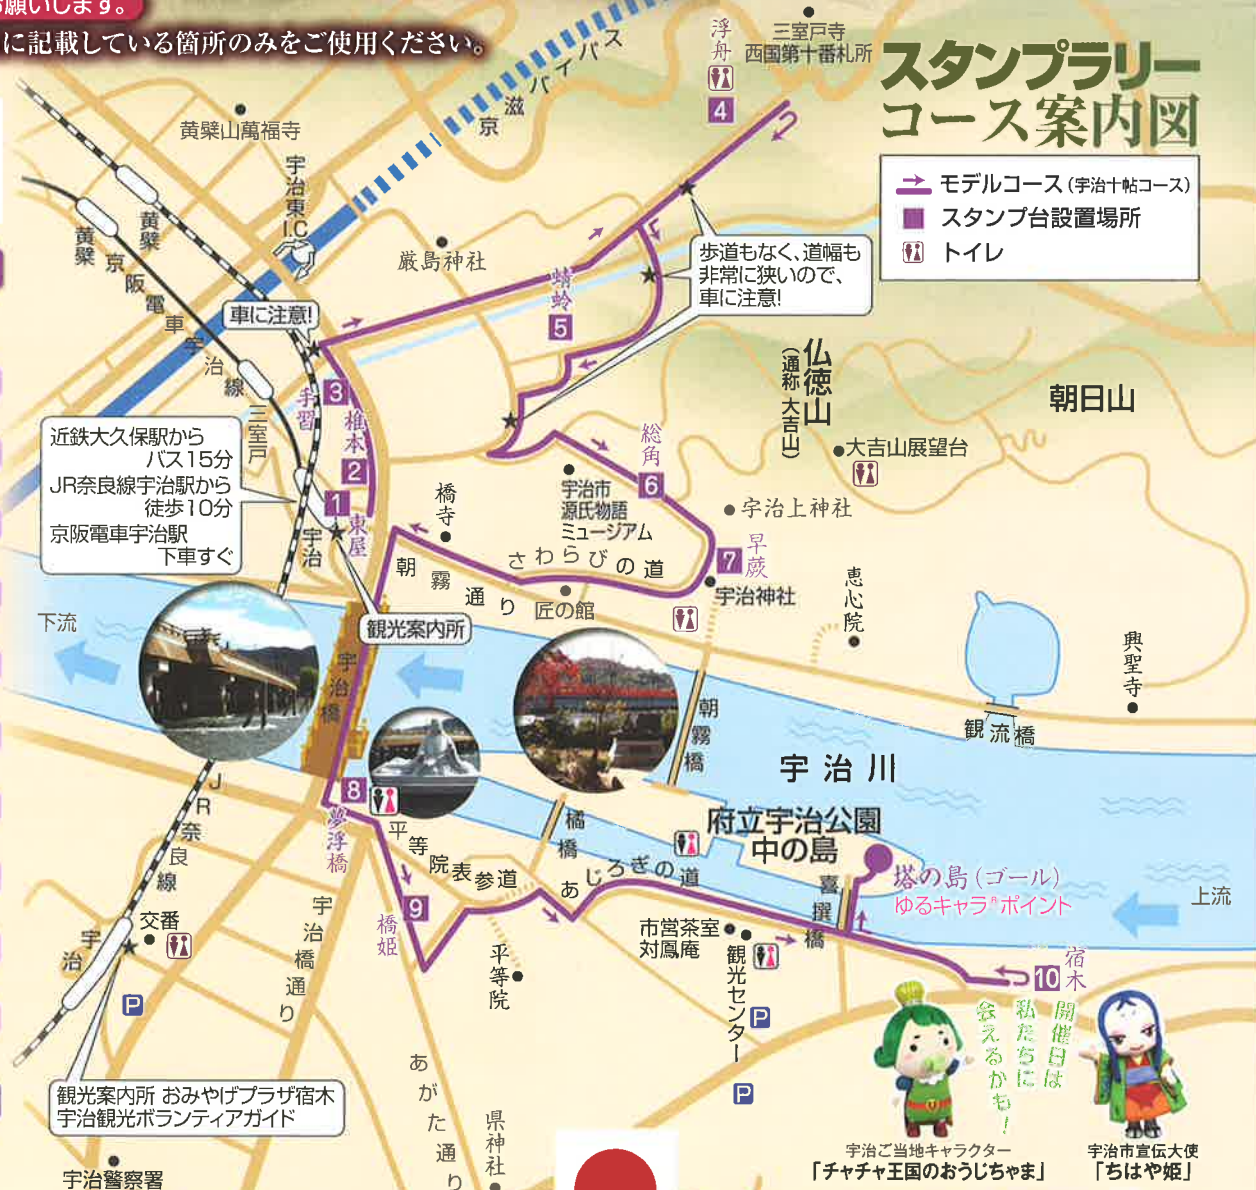 お願いします。
に記載している箇所のみをご使用ください。
スタンプラリー
コース案内図
モデルコース(宇治十帖コース)
スタンプ台設置場所
トイレ
浮舟
4
三室戸寺
西国第十番札所
京滋バイパス
黄檗山萬福寺
宇治東I.C
黄檗
黄檗
京阪電車宇治線
三室戸
厳島神社
蜻蛉
5
歩道もなく、道幅も
非常に狭いので、
車に注意!
車に注意!
3
手習
椎本
2
1
東屋
近鉄大久保駅から
バス15分
JR奈良線宇治駅から
徒歩10分
京阪電車宇治駅
下車すぐ
宇治
仏徳山
(通称 大吉山)
朝日山
大吉山展望台
総角
6
宇治市
源氏物語
ミュージアム
橋寺
宇治上神社
7
早蕨
宇治神社
さわらびの道
朝霧通り
匠の館
恵心院
興聖寺
観流橋
観光案内所
下流
宇治橋
朝霧橋
宇治川
8
夢浮橋
平等院表参道
橘橋
あじろぎの道
府立宇治公園
中の島
喜撰橋
塔の島(ゴール)
ゆるキャラ®ポイント
上流
JR奈良線
交番
宇治
P
宇治橋通り
橋姫
9
平等院
市営茶室
対鳳庵
観光センター
P
P
10
宿木
開催日は
私たちに
会えるかも!
観光案内所 おみやげプラザ宿木
宇治観光ボランティアガイド
あがた通り
県神社
宇治警察署
宇治ご当地キャラクター
「チャチャ王国のおうじちゃま」
宇治市宣伝大使
「ちはや姫」